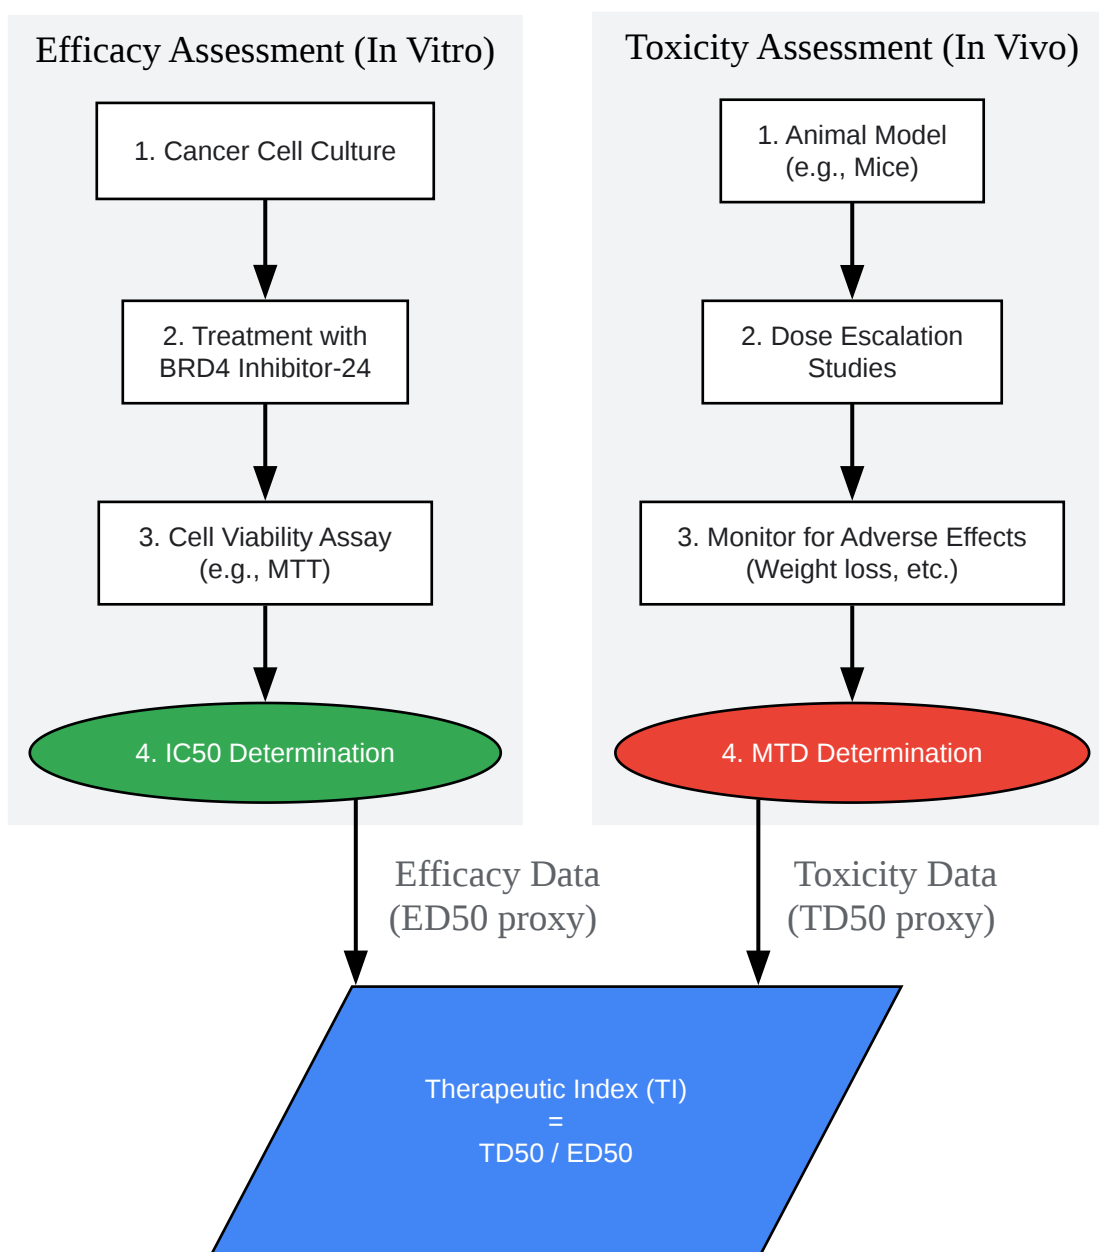 Efficacy Assessment (In Vitro)
1. Cancer Cell Culture
2. Treatment with
BRD4 Inhibitor-24
3. Cell Viability Assay
(e.g., MTT)
4. IC50 Determination
Toxicity Assessment (In Vivo)
1. Animal Model
(e.g., Mice)
2. Dose Escalation
Studies
3. Monitor for Adverse Effects
(Weight loss, etc.)
4. MTD Determination
Efficacy Data
(ED50 proxy)
Toxicity Data
(TD50 proxy)
Therapeutic Index (TI)
=
TD50 / ED50